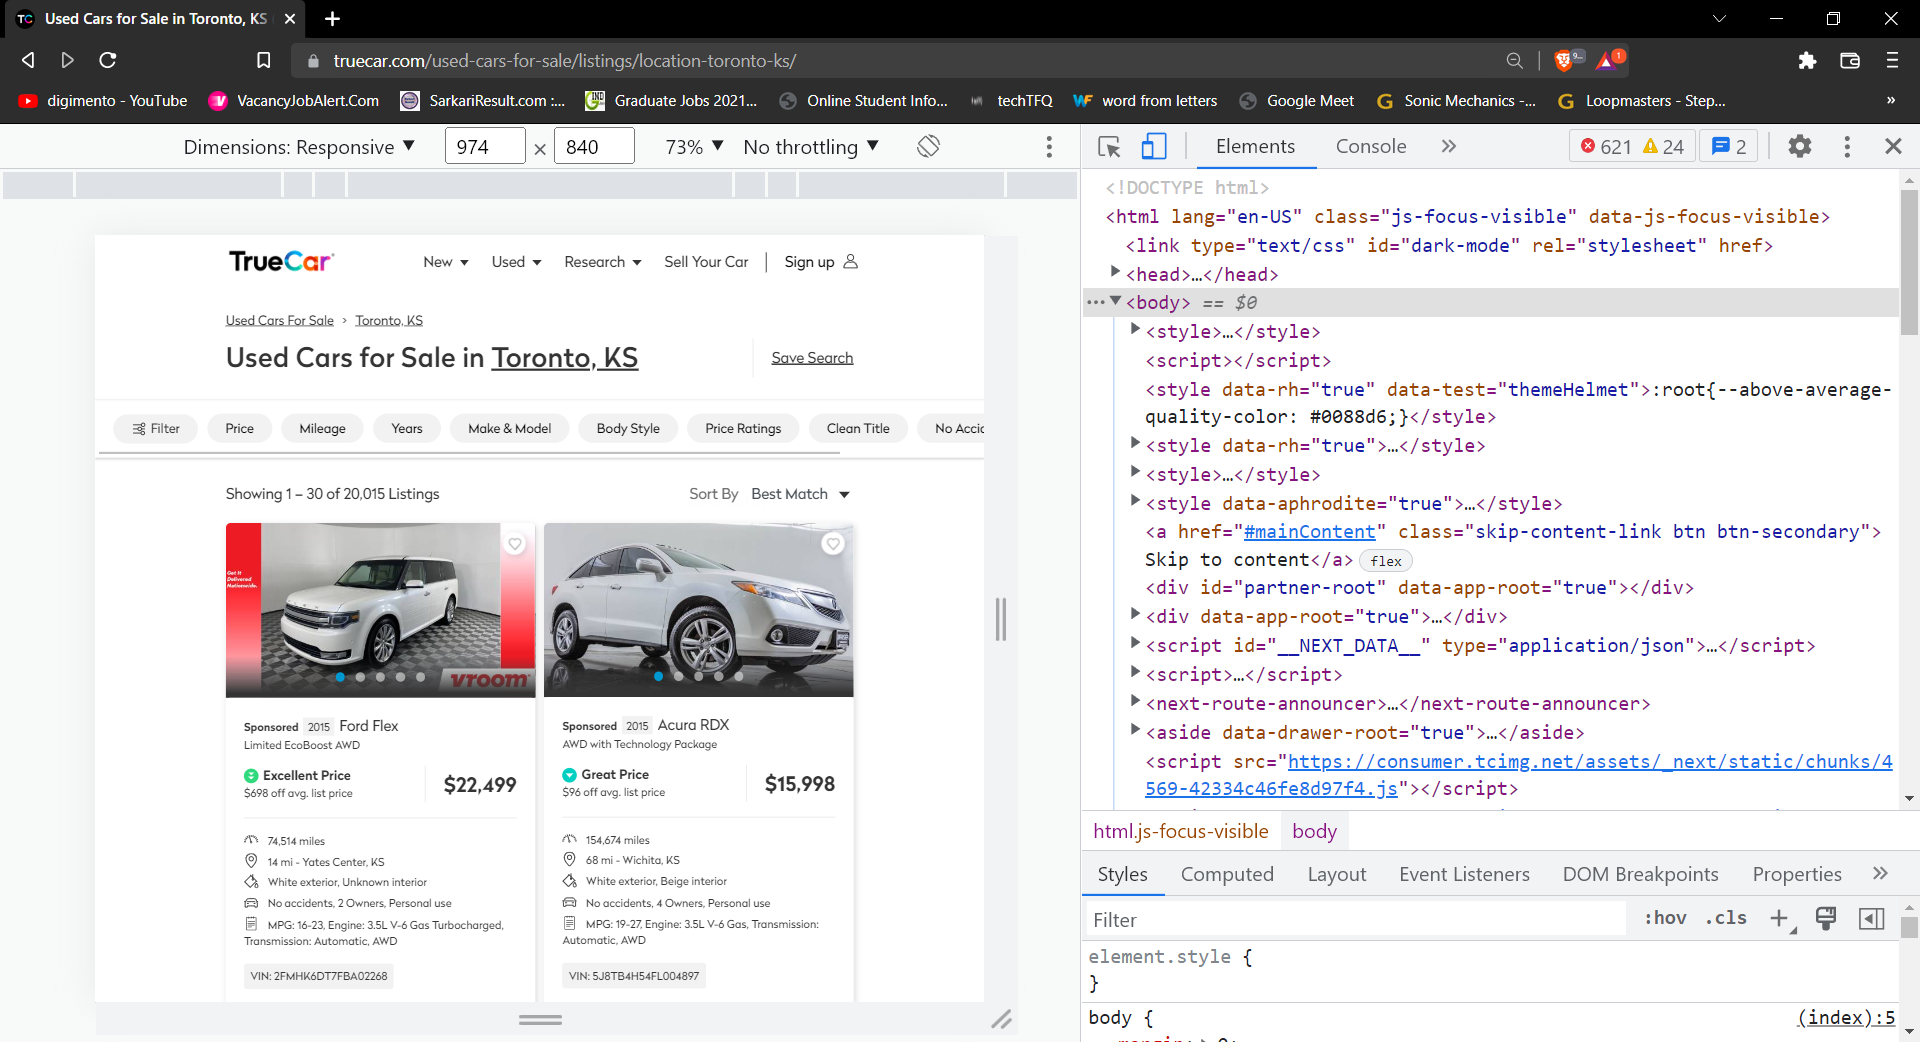 Used Cars for Sale in Toronto, KS
truecar.com/used-cars-for-sale/listings/location-toronto-ks/
1
digimento - YouTube
VacancyJobAlert.Com
SarkariResult.com :...
Graduate Jobs 2021...
Online Student Info...
techTFQ
word from letters
Google Meet
Sonic Mechanics -...
Loopmasters - Step...
»
Dimensions: Responsive
974 × 840
73%
No throttling
TrueCar
New
Used
Research
Sell Your Car
Sign up
Used Cars For Sale > Toronto, KS
Used Cars for Sale in Toronto, KS
Save Search
Filter
Price
Mileage
Years
Make & Model
Body Style
Price Ratings
Clean Title
No Accid
Showing 1 – 30 of 20,015 Listings
Sort By Best Match
Get It
Delivered
Nationwide.
vroom
Sponsored 2015 Ford Flex
Limited EcoBoost AWD
Excellent Price
$698 off avg. list price
$22,499
74,514 miles
14 mi - Yates Center, KS
White exterior, Unknown interior
No accidents, 2 Owners, Personal use
MPG: 16-23, Engine: 3.5L V-6 Gas Turbocharged,
Transmission: Automatic, AWD
VIN: 2FMHK6DT7FBA02268
Sponsored 2015 Acura RDX
AWD with Technology Package
Great Price
$96 off avg. list price
$15,998
154,674 miles
68 mi - Wichita, KS
White exterior, Beige interior
No accidents, 4 Owners, Personal use
MPG: 19-27, Engine: 3.5L V-6 Gas, Transmission:
Automatic, AWD
VIN: 5J8TB4H54FL004897
Elements
Console
»
621
24
2
<!DOCTYPE html>
<html lang="en-US" class="js-focus-visible" data-js-focus-visible>
<link type="text/css" id="dark-mode" rel="stylesheet" href>
<head>…</head>
<body> == $0
<style>…</style>
<script></script>
<style data-rh="true" data-test="themeHelmet">:root{--above-average-
quality-color: #0088d6;}</style>
<style data-rh="true">…</style>
<style>…</style>
<style data-aphrodite="true">…</style>
<a href="#mainContent" class="skip-content-link btn btn-secondary">
Skip to content</a> flex
<div id="partner-root" data-app-root="true"></div>
<div data-app-root="true">…</div>
<script id="__NEXT_DATA__" type="application/json">…</script>
<script>…</script>
<next-route-announcer>…</next-route-announcer>
<aside data-drawer-root="true">…</aside>
<script src="https://consumer.tcimg.net/assets/_next/static/chunks/4
569-42334c46fe8d97f4.js"></script>
html.js-focus-visible
body
Styles
Computed
Layout
Event Listeners
DOM Breakpoints
Properties
»
Filter
:hov
.cls
+
element.style {
}
body {
(index):5